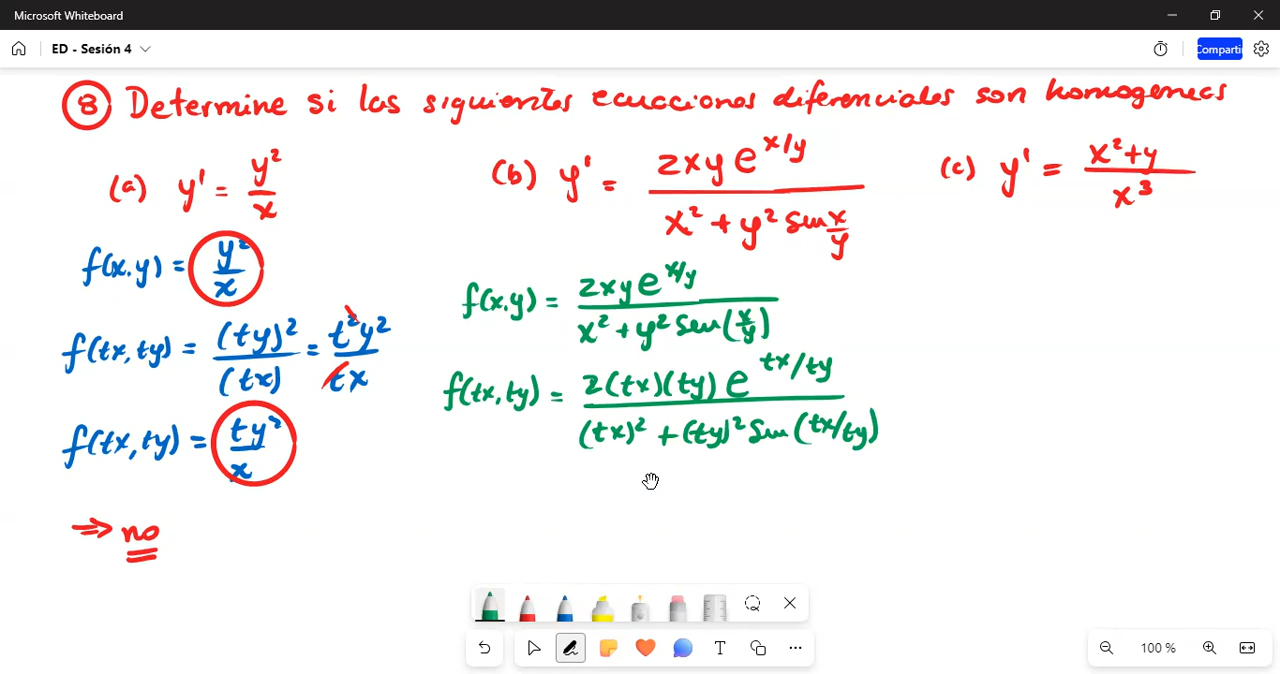 Microsoft Whiteboard
ED - Sesión 4
Comparti
⑧ Determine si las siguientes ecuaciones diferenciales son homogeneas
(a) y' = y²/x
f(x,y) = y²/x
f(tx,ty) = (ty)²/(tx) = t²y²/tx
f(tx,ty) = ty²/x
⇒ no
(b) y' = 2xy e^(x/y) / x² + y² sen x/y
f(x,y) = 2xy e^(x/y) / x² + y² sen(x/y)
f(tx,ty) = 2(tx)(ty) e^(tx/ty) / (tx)² + (ty)² sen (tx/ty)
(c) y' = x²+y / x³
100 %